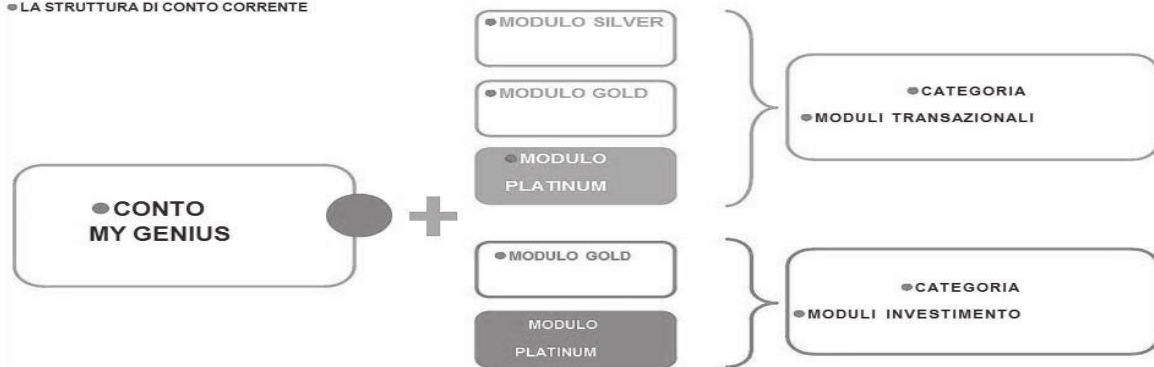 LA STRUTTURA DI CONTO CORRENTE
CONTO
MY GENIUS
MODULO SILVER
MODULO GOLD
MODULO
PLATINUM
CATEGORIA
MODULI TRANSAZIONALI
MODULO GOLD
MODULO
PLATINUM
CATEGORIA
MODULI INVESTIMENTO